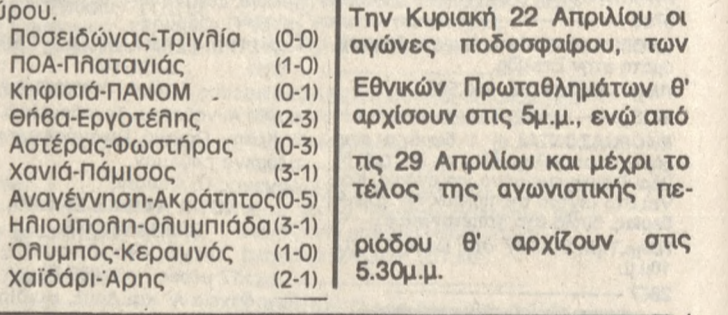 ύρου.
Ποσειδώνας-Τριγλία (0-0)
ΠΟΑ-Πλατανιάς (1-0)
Κηφισιά-ΠΑΝΟΜ (0-1)
Θήβα-Εργοτέλης (2-3)
Αστέρας-Φωστήρας (0-3)
Χανιά-Πάμισος (3-1)
Αναγέννηση-Ακράτητος(0-5)
Ηλιούπολη-Ολυμπιάδα(3-1)
Όλυμπος-Κεραυνός (1-0)
Χαϊδάρι-Άρης (2-1)
Την Κυριακή 22 Απριλίου οι
αγώνες ποδοσφαίρου, των
Εθνικών Πρωταθλημάτων θ'
αρχίσουν στις 5μ.μ., ενώ από
τις 29 Απριλίου και μέχρι το
τέλος της αγωνιστικής πε-
ριόδου θ' αρχίζουν στις
5.30μ.μ.